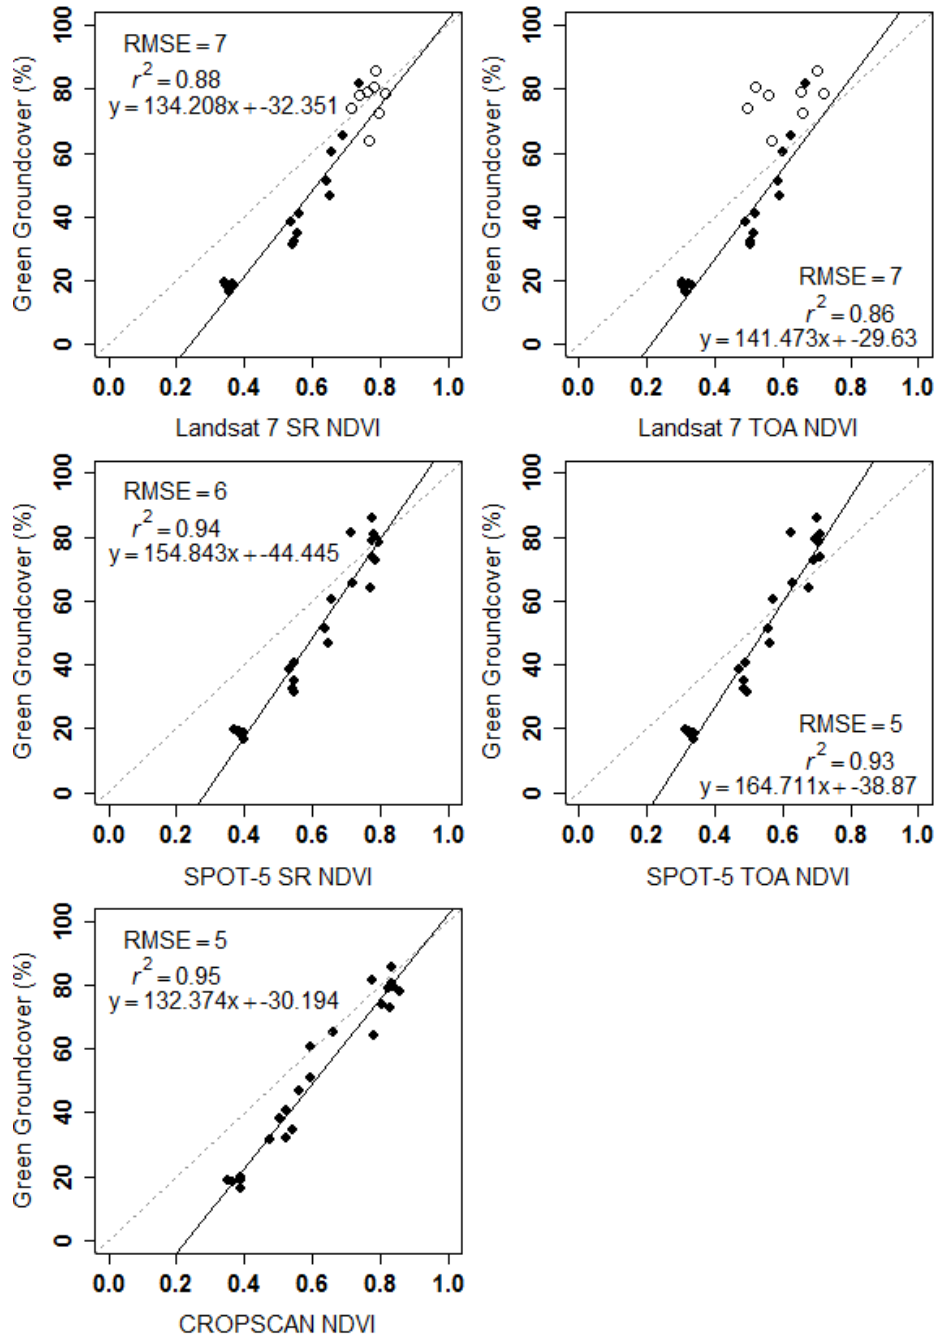 RMSE = 7
r² = 0.88
y = 134.208x + -32.351
Green Groundcover (%)
0 20 40 60 80 100
0.0 0.2 0.4 0.6 0.8 1.0
Landsat 7 SR NDVI
RMSE = 7
r² = 0.86
y = 141.473x + -29.63
Green Groundcover (%)
0 20 40 60 80 100
0.0 0.2 0.4 0.6 0.8 1.0
Landsat 7 TOA NDVI
RMSE = 6
r² = 0.94
y = 154.843x + -44.445
Green Groundcover (%)
0 20 40 60 80 100
0.0 0.2 0.4 0.6 0.8 1.0
SPOT-5 SR NDVI
RMSE = 5
r² = 0.93
y = 164.711x + -38.87
Green Groundcover (%)
0 20 40 60 80 100
0.0 0.2 0.4 0.6 0.8 1.0
SPOT-5 TOA NDVI
RMSE = 5
r² = 0.95
y = 132.374x + -30.194
Green Groundcover (%)
0 20 40 60 80 100
0.0 0.2 0.4 0.6 0.8 1.0
CROPSCAN NDVI